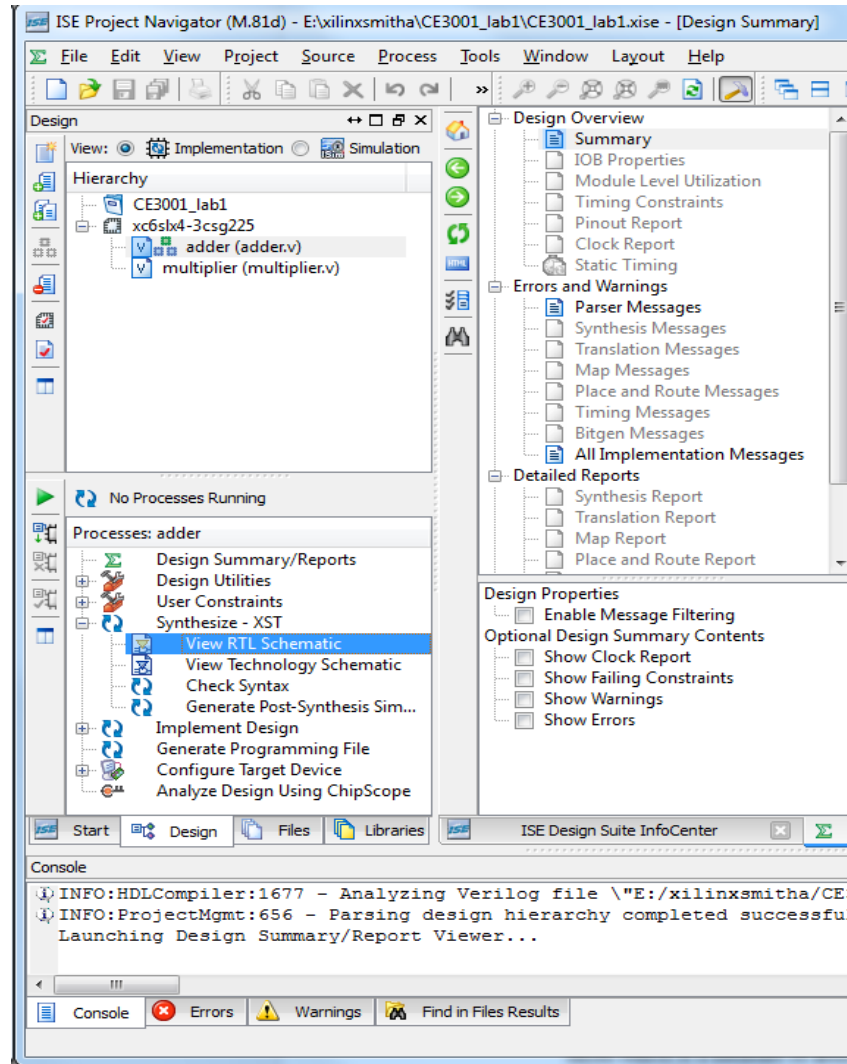 ISE Project Navigator (M.81d) - E:\xilinxsmitha\CE3001_lab1\CE3001_lab1.xise - [Design Summary]
File Edit View Project Source Process Tools Window Layout Help
»
Design
View: Implementation Simulation
Hierarchy
CE3001_lab1
xc6slx4-3csg225
adder (adder.v)
multiplier (multiplier.v)
No Processes Running
Processes: adder
Design Summary/Reports
Design Utilities
User Constraints
Synthesize - XST
View RTL Schematic
View Technology Schematic
Check Syntax
Generate Post-Synthesis Sim...
Implement Design
Generate Programming File
Configure Target Device
Analyze Design Using ChipScope
Start Design Files Libraries
Design Overview
Summary
IOB Properties
Module Level Utilization
Timing Constraints
Pinout Report
Clock Report
Static Timing
Errors and Warnings
Parser Messages
Synthesis Messages
Translation Messages
Map Messages
Place and Route Messages
Timing Messages
Bitgen Messages
All Implementation Messages
Detailed Reports
Synthesis Report
Translation Report
Map Report
Place and Route Report
Design Properties
Enable Message Filtering
Optional Design Summary Contents
Show Clock Report
Show Failing Constraints
Show Warnings
Show Errors
ISE Design Suite InfoCenter
Console
INFO:HDLCompiler:1677 - Analyzing Verilog file \"E:/xilinxsmitha/CE
INFO:ProjectMgmt:656 - Parsing design hierarchy completed successfu
Launching Design Summary/Report Viewer...
Console Errors Warnings Find in Files Results